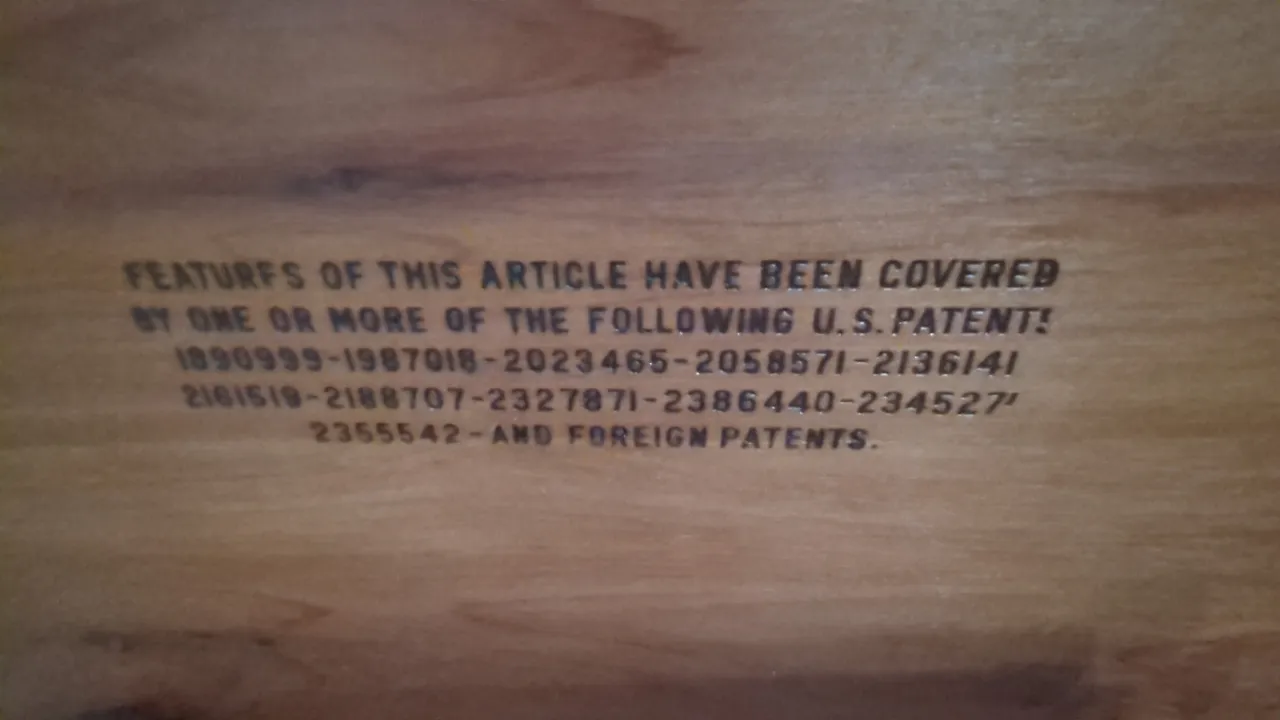 FEATURES OF THIS ARTICLE HAVE BEEN COVERED
BY ONE OR MORE OF THE FOLLOWING U.S. PATENTS
1890999-1987018-2023465-2058571-2136141
2161519-2188707-2327871-2386440-
2355542-AND FOREIGN PATENTS.